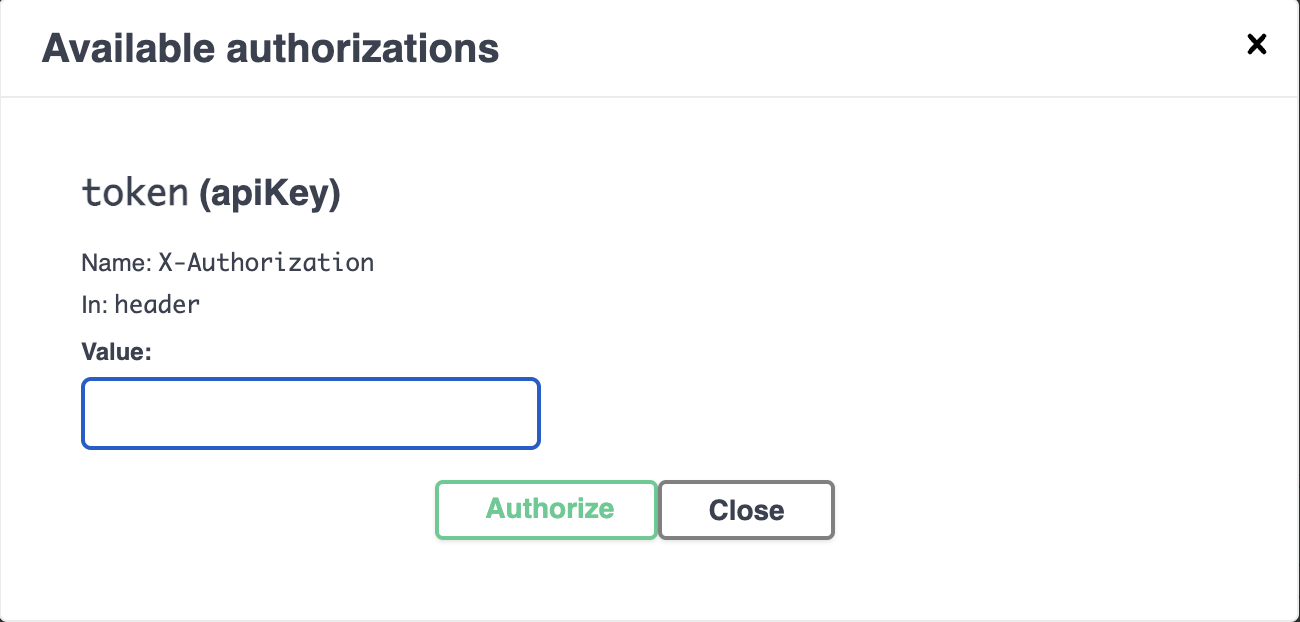 Available authorizations
token (apiKey)
Name: X-Authorization
In: header
Value:
Authorize Close